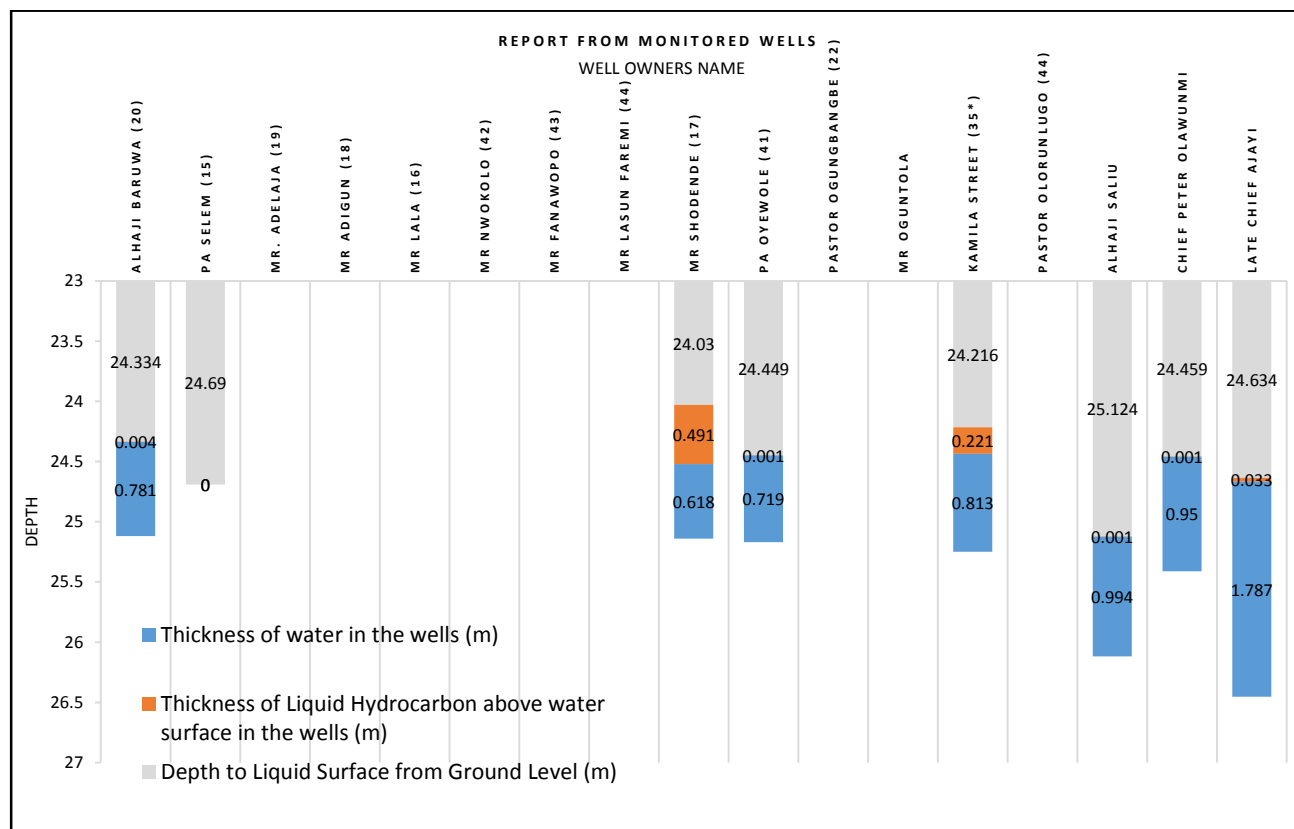 REPORT FROM MONITORED WELLS
WELL OWNERS NAME
ALHAJI BARUWA (20)
PA SELEM (15)
MR. ADELAJA (19)
MR ADIGUN (18)
MR LALA (16)
MR NWOKOLO (42)
MR FANAWOPO (43)
MR LASUN FAREMI (44)
MR SHODENDE (17)
PA OYEWOLE (41)
PASTOR OGUNGBANGBE (22)
MR OGUNTOLA
KAMILA STREET (35*)
PASTOR OLORUNLUGO (44)
ALHAJI SALIU
CHIEF PETER OLAWUNMI
LATE CHIEF AJAYI
DEPTH
23
23.5
24
24.5
25
25.5
26
26.5
27
24.334
0.004
0.781
24.69
0
24.03
0.491
0.618
24.449
0.001
0.719
24.216
0.221
0.813
25.124
0.001
0.994
24.459
0.001
0.95
24.634
0.033
1.787
Thickness of water in the wells (m)
Thickness of Liquid Hydrocarbon above water
surface in the wells (m)
Depth to Liquid Surface from Ground Level (m)